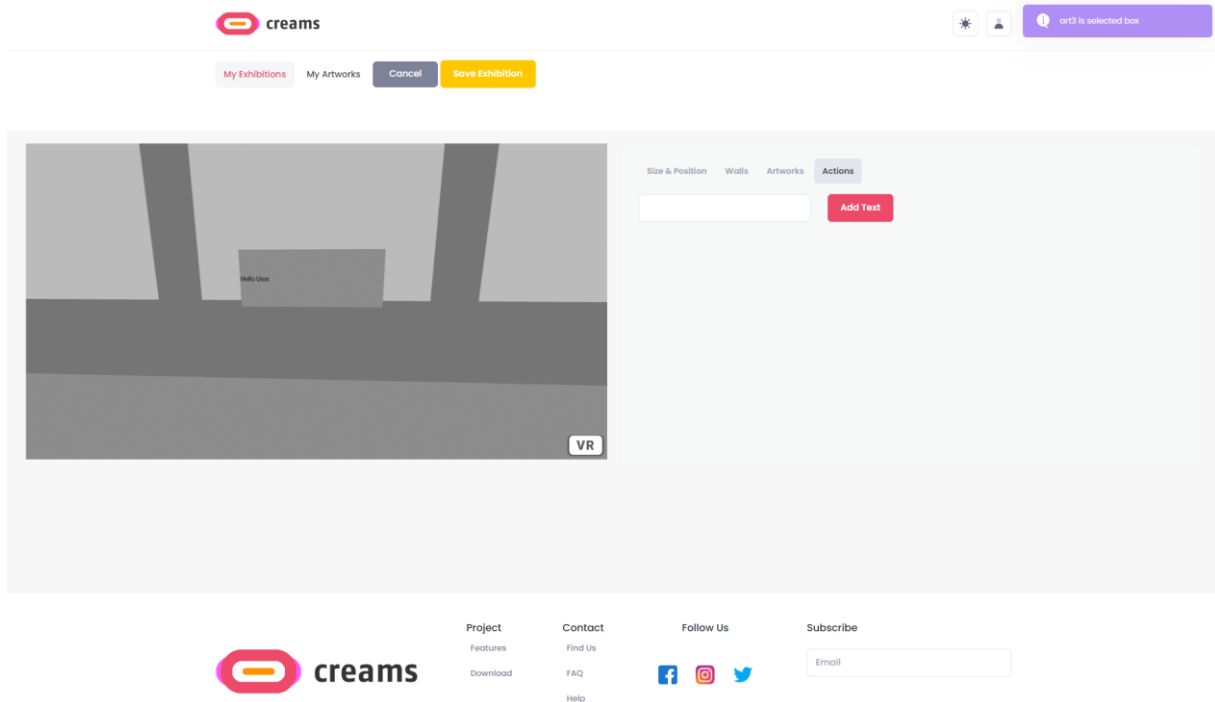 creams
art3 is selected box
My Exhibitions My Artworks Cancel Save Exhibition
Size & Position Walls Artworks Actions
Add Text
Hello User
VR
Project Contact Follow Us Subscribe
Features Find Us
creams
Email
Download FAQ
Help